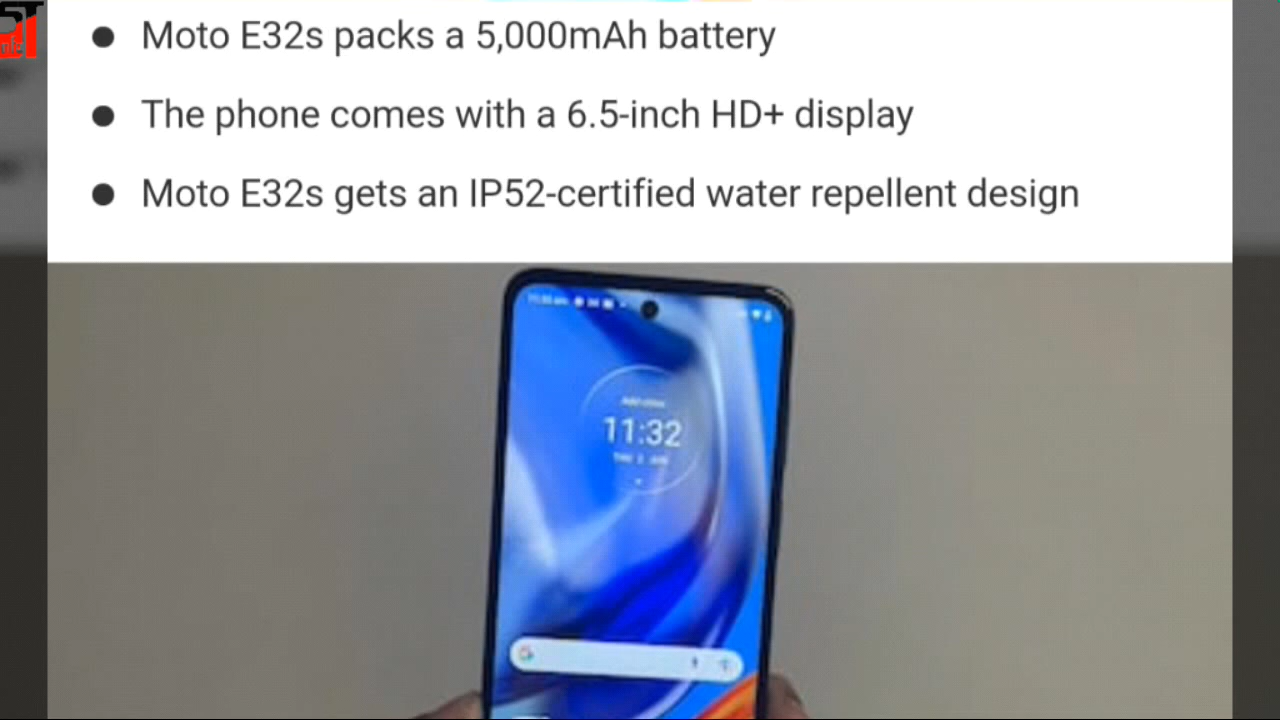 Moto E32s packs a 5,000mAh battery
The phone comes with a 6.5-inch HD+ display
Moto E32s gets an IP52-certified water repellent design
11:32